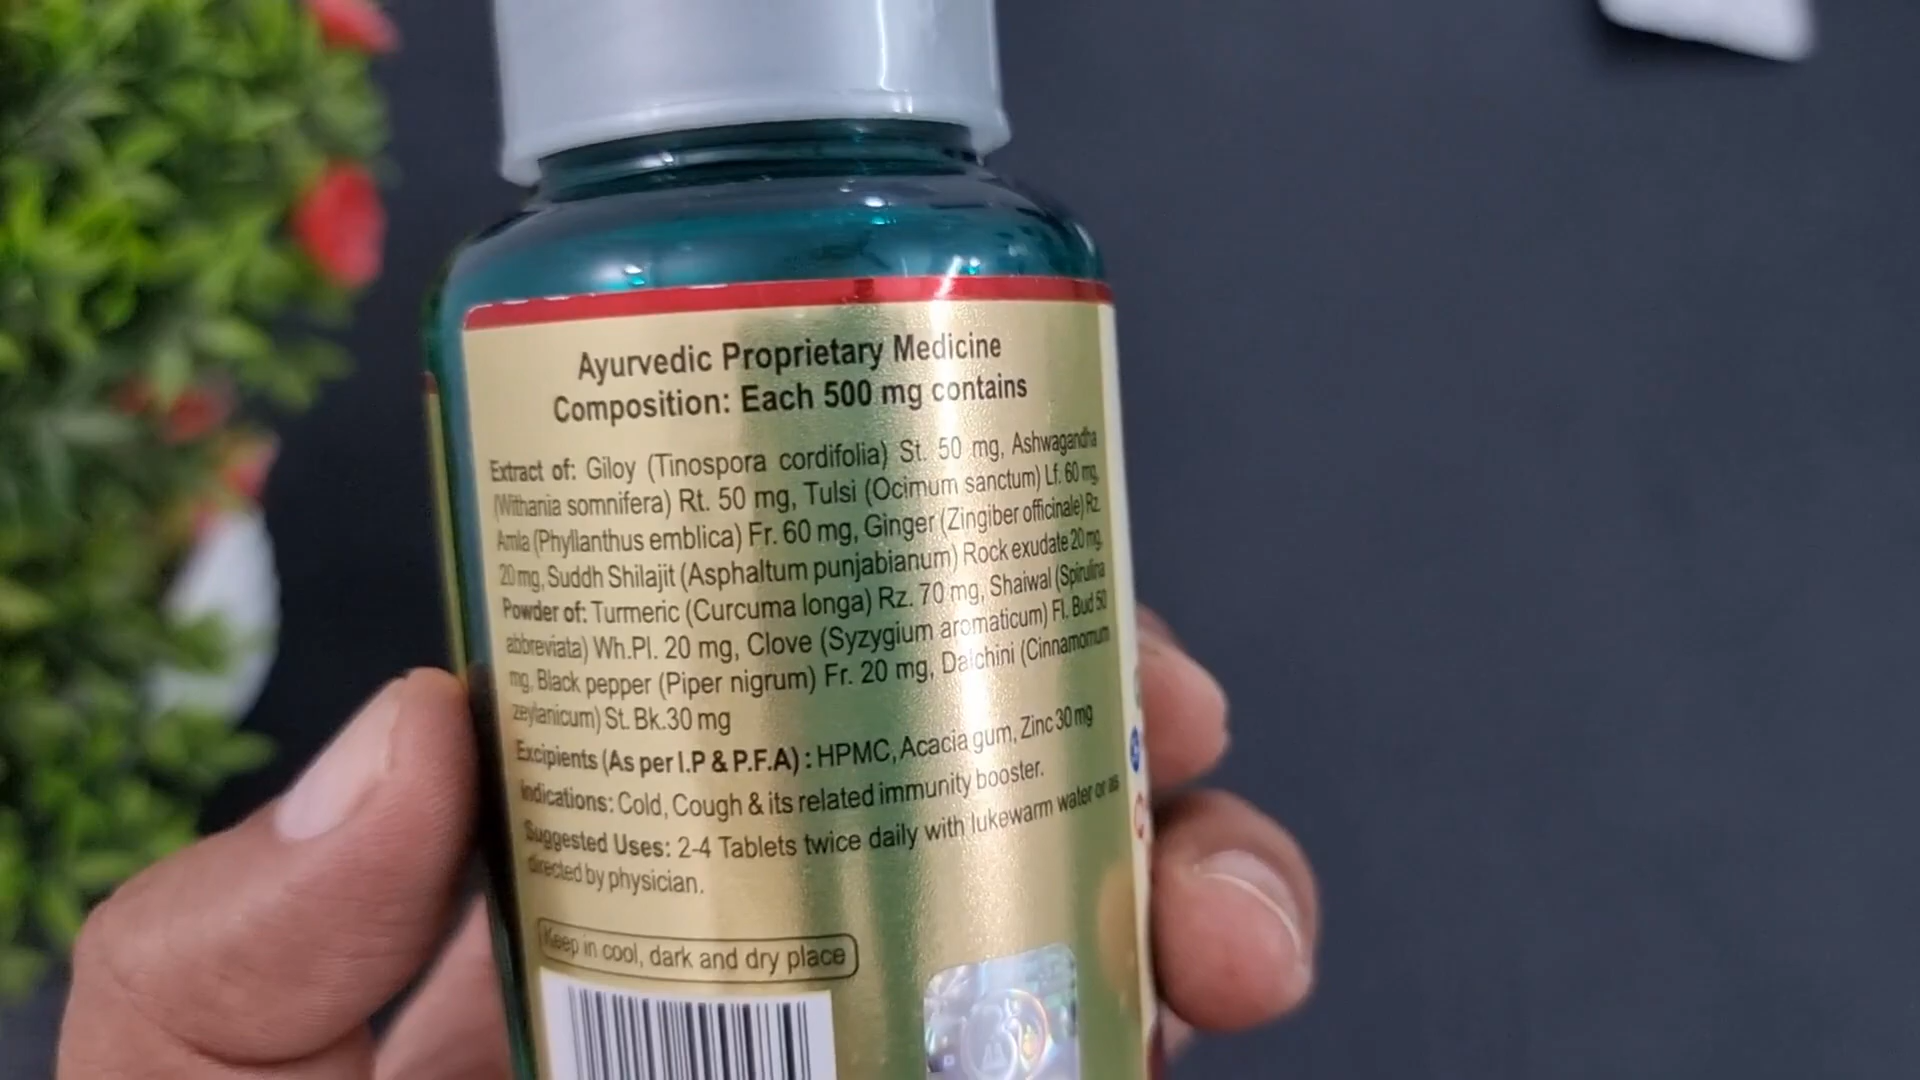 Ayurvedic Proprietary Medicine
Composition: Each 500 mg contains
Extract of: Giloy (Tinospora cordifolia) St. 50 mg, Ashwagandha
(Withania somnifera) Rt. 50 mg, Tulsi (Ocimum sanctum) Lf. 60 mg,
Amla (Phyllanthus emblica) Fr. 60 mg, Ginger (Zingiber officinale) Rz.
20 mg, Suddh Shilajit (Asphaltum punjabianum) Rock exudate 20 mg,
Powder of: Turmeric (Curcuma longa) Rz. 70 mg, Shaiwal (Spirulina
abbreviata) Wh.Pl. 20 mg, Clove (Syzygium aromaticum) Fl. Bud 50
mg, Black pepper (Piper nigrum) Fr. 20 mg, Dalchini (Cinnamomum
zeylanicum) St. Bk. 30 mg
Excipients (As per I.P & P.F.A) : HPMC, Acacia gum, Zinc 30 mg
Indications: Cold, Cough & its related immunity booster.
Suggested Uses: 2-4 Tablets twice daily with lukewarm water or as
directed by physician.
Keep in cool, dark and dry place